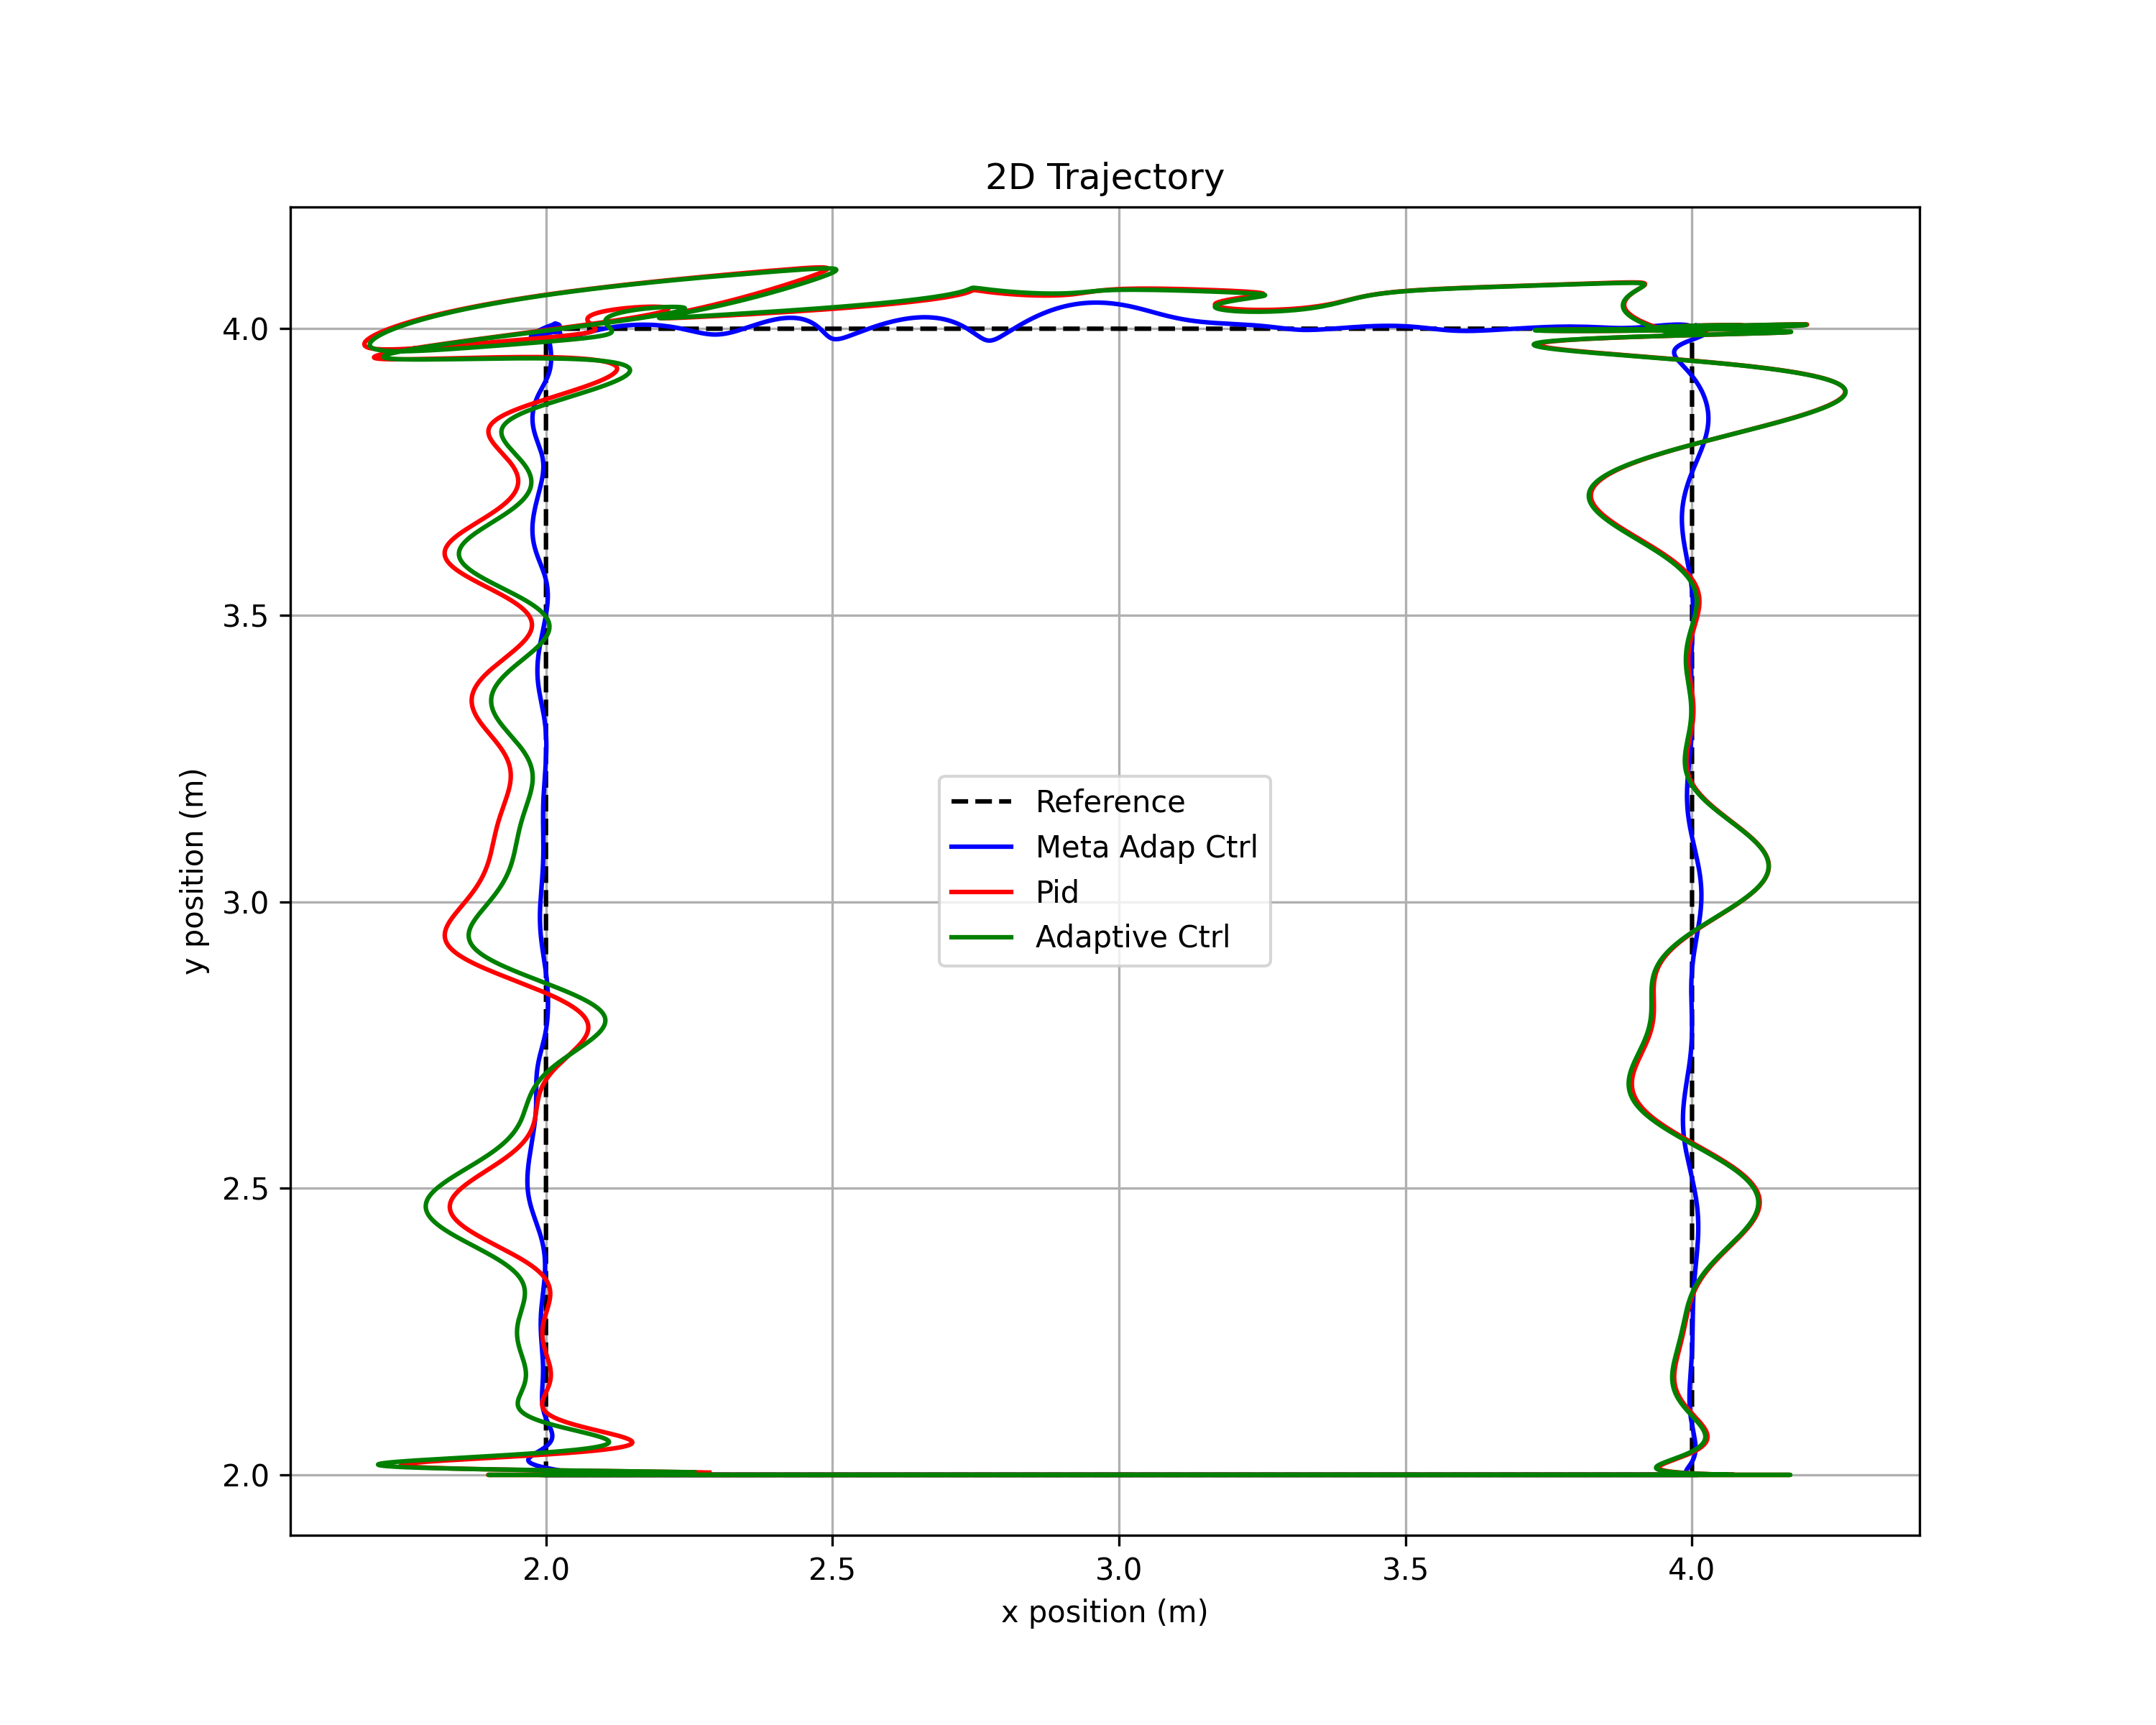 2D Trajectory
4.0
3.5
3.0
2.5
2.0
y position (m)
Reference
Meta Adap Ctrl
Pid
Adaptive Ctrl
2.0 2.5 3.0 3.5 4.0
x position (m)